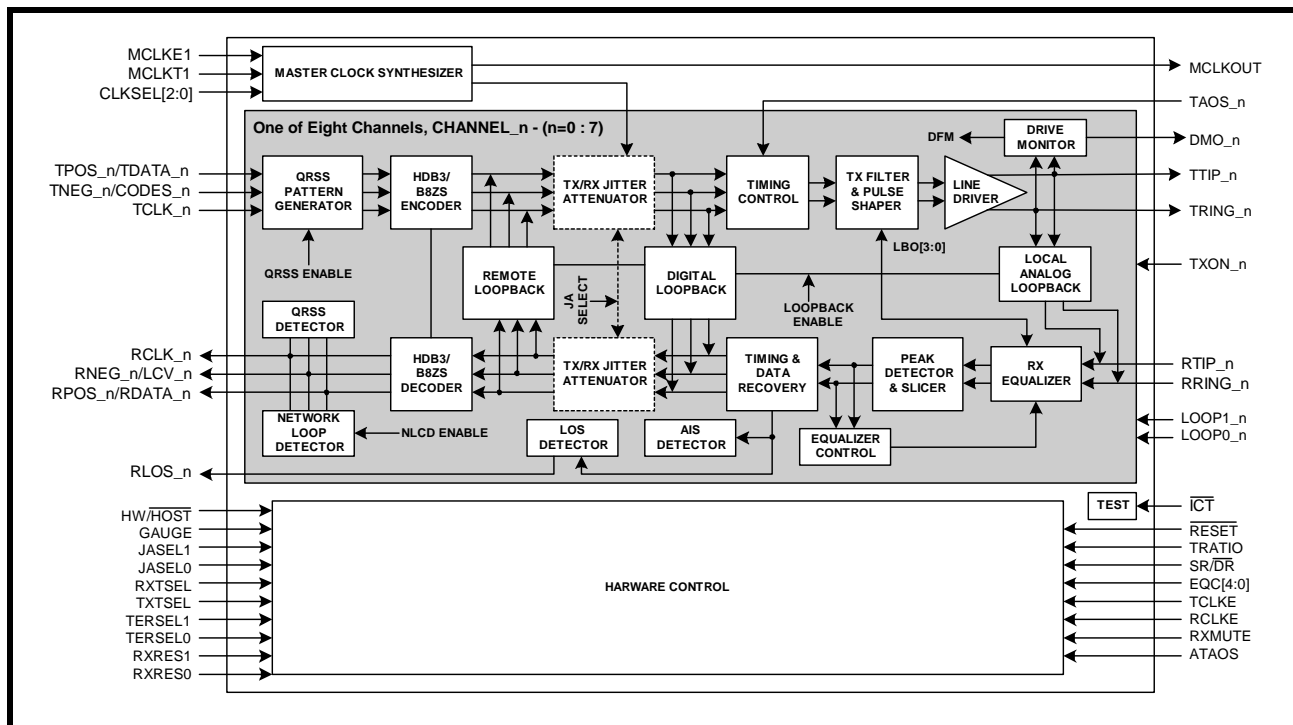 MCLKE1
MCLKT1
CLKSEL[2:0]
MASTER CLOCK SYNTHESIZER
MCLKOUT
TAOS_n
One of Eight Channels, CHANNEL_n - (n=0 : 7)
DFM
DRIVE
MONITOR
DMO_n
TPOS_n/TDATA_n
TNEG_n/CODES_n
TCLK_n
QRSS
PATTERN
GENERATOR
HDB3/
B8ZS
ENCODER
TX/RX JITTER
ATTENUATOR
TIMING
CONTROL
TX FILTER
& PULSE
SHAPER
LINE
DRIVER
TTIP_n
TRING_n
QRSS ENABLE
REMOTE
LOOPBACK
JA
SELECT
DIGITAL
LOOPBACK
LBO[3:0]
LOOPBACK
ENABLE
LOCAL
ANALOG
LOOPBACK
TXON_n
QRSS
DETECTOR
RCLK_n
RNEG_n/LCV_n
RPOS_n/RDATA_n
HDB3/
B8ZS
DECODER
TX/RX JITTER
ATTENUATOR
TIMING &
DATA
RECOVERY
PEAK
DETECTOR
& SLICER
RX
EQUALIZER
RTIP_n
RRING_n
NETWORK
LOOP
DETECTOR
NLCD ENABLE
LOS
DETECTOR
AIS
DETECTOR
EQUALIZER
CONTROL
LOOP1_n
LOOP0_n
RLOS_n
TEST
ICT
HW/HOST
GAUGE
JASEL1
JASEL0
RXTSEL
TXTSEL
TERSEL1
TERSEL0
RXRES1
RXRES0
HARWARE CONTROL
RESET
TRATIO
SR/DR
EQC[4:0]
TCLKE
RCLKE
RXMUTE
ATAOS